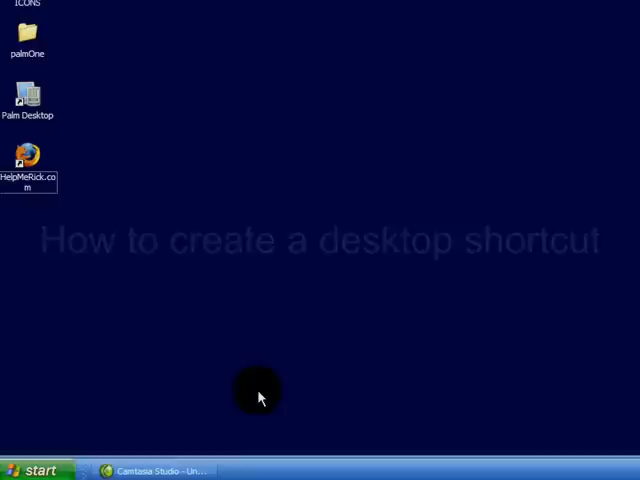 ICONS
palmOne
Palm Desktop
HelpMeRick.co
m
How to create a desktop shortcut
start
Camtasia Studio - Un...